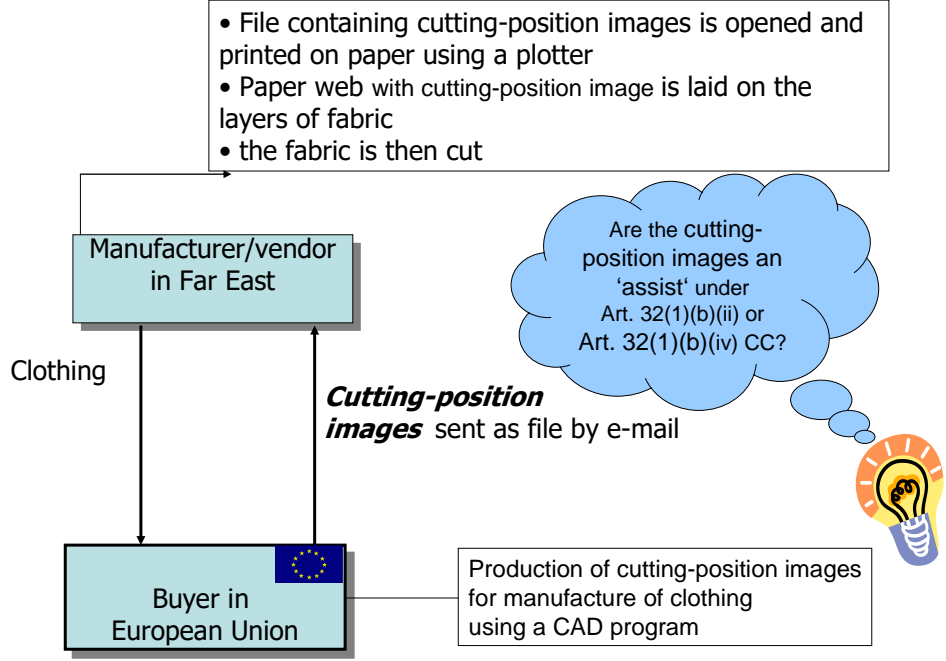 • File containing cutting-position images is opened and
printed on paper using a plotter
• Paper web with cutting-position image is laid on the
layers of fabric
• the fabric is then cut
Are the cutting-
position images an
‘assist‘ under
Art. 32(1)(b)(ii) or
Art. 32(1)(b)(iv) CC?
Manufacturer/vendor
in Far East
Clothing
Cutting-position
images sent as file by e-mail
Buyer in
European Union
Production of cutting-position images
for manufacture of clothing
using a CAD program